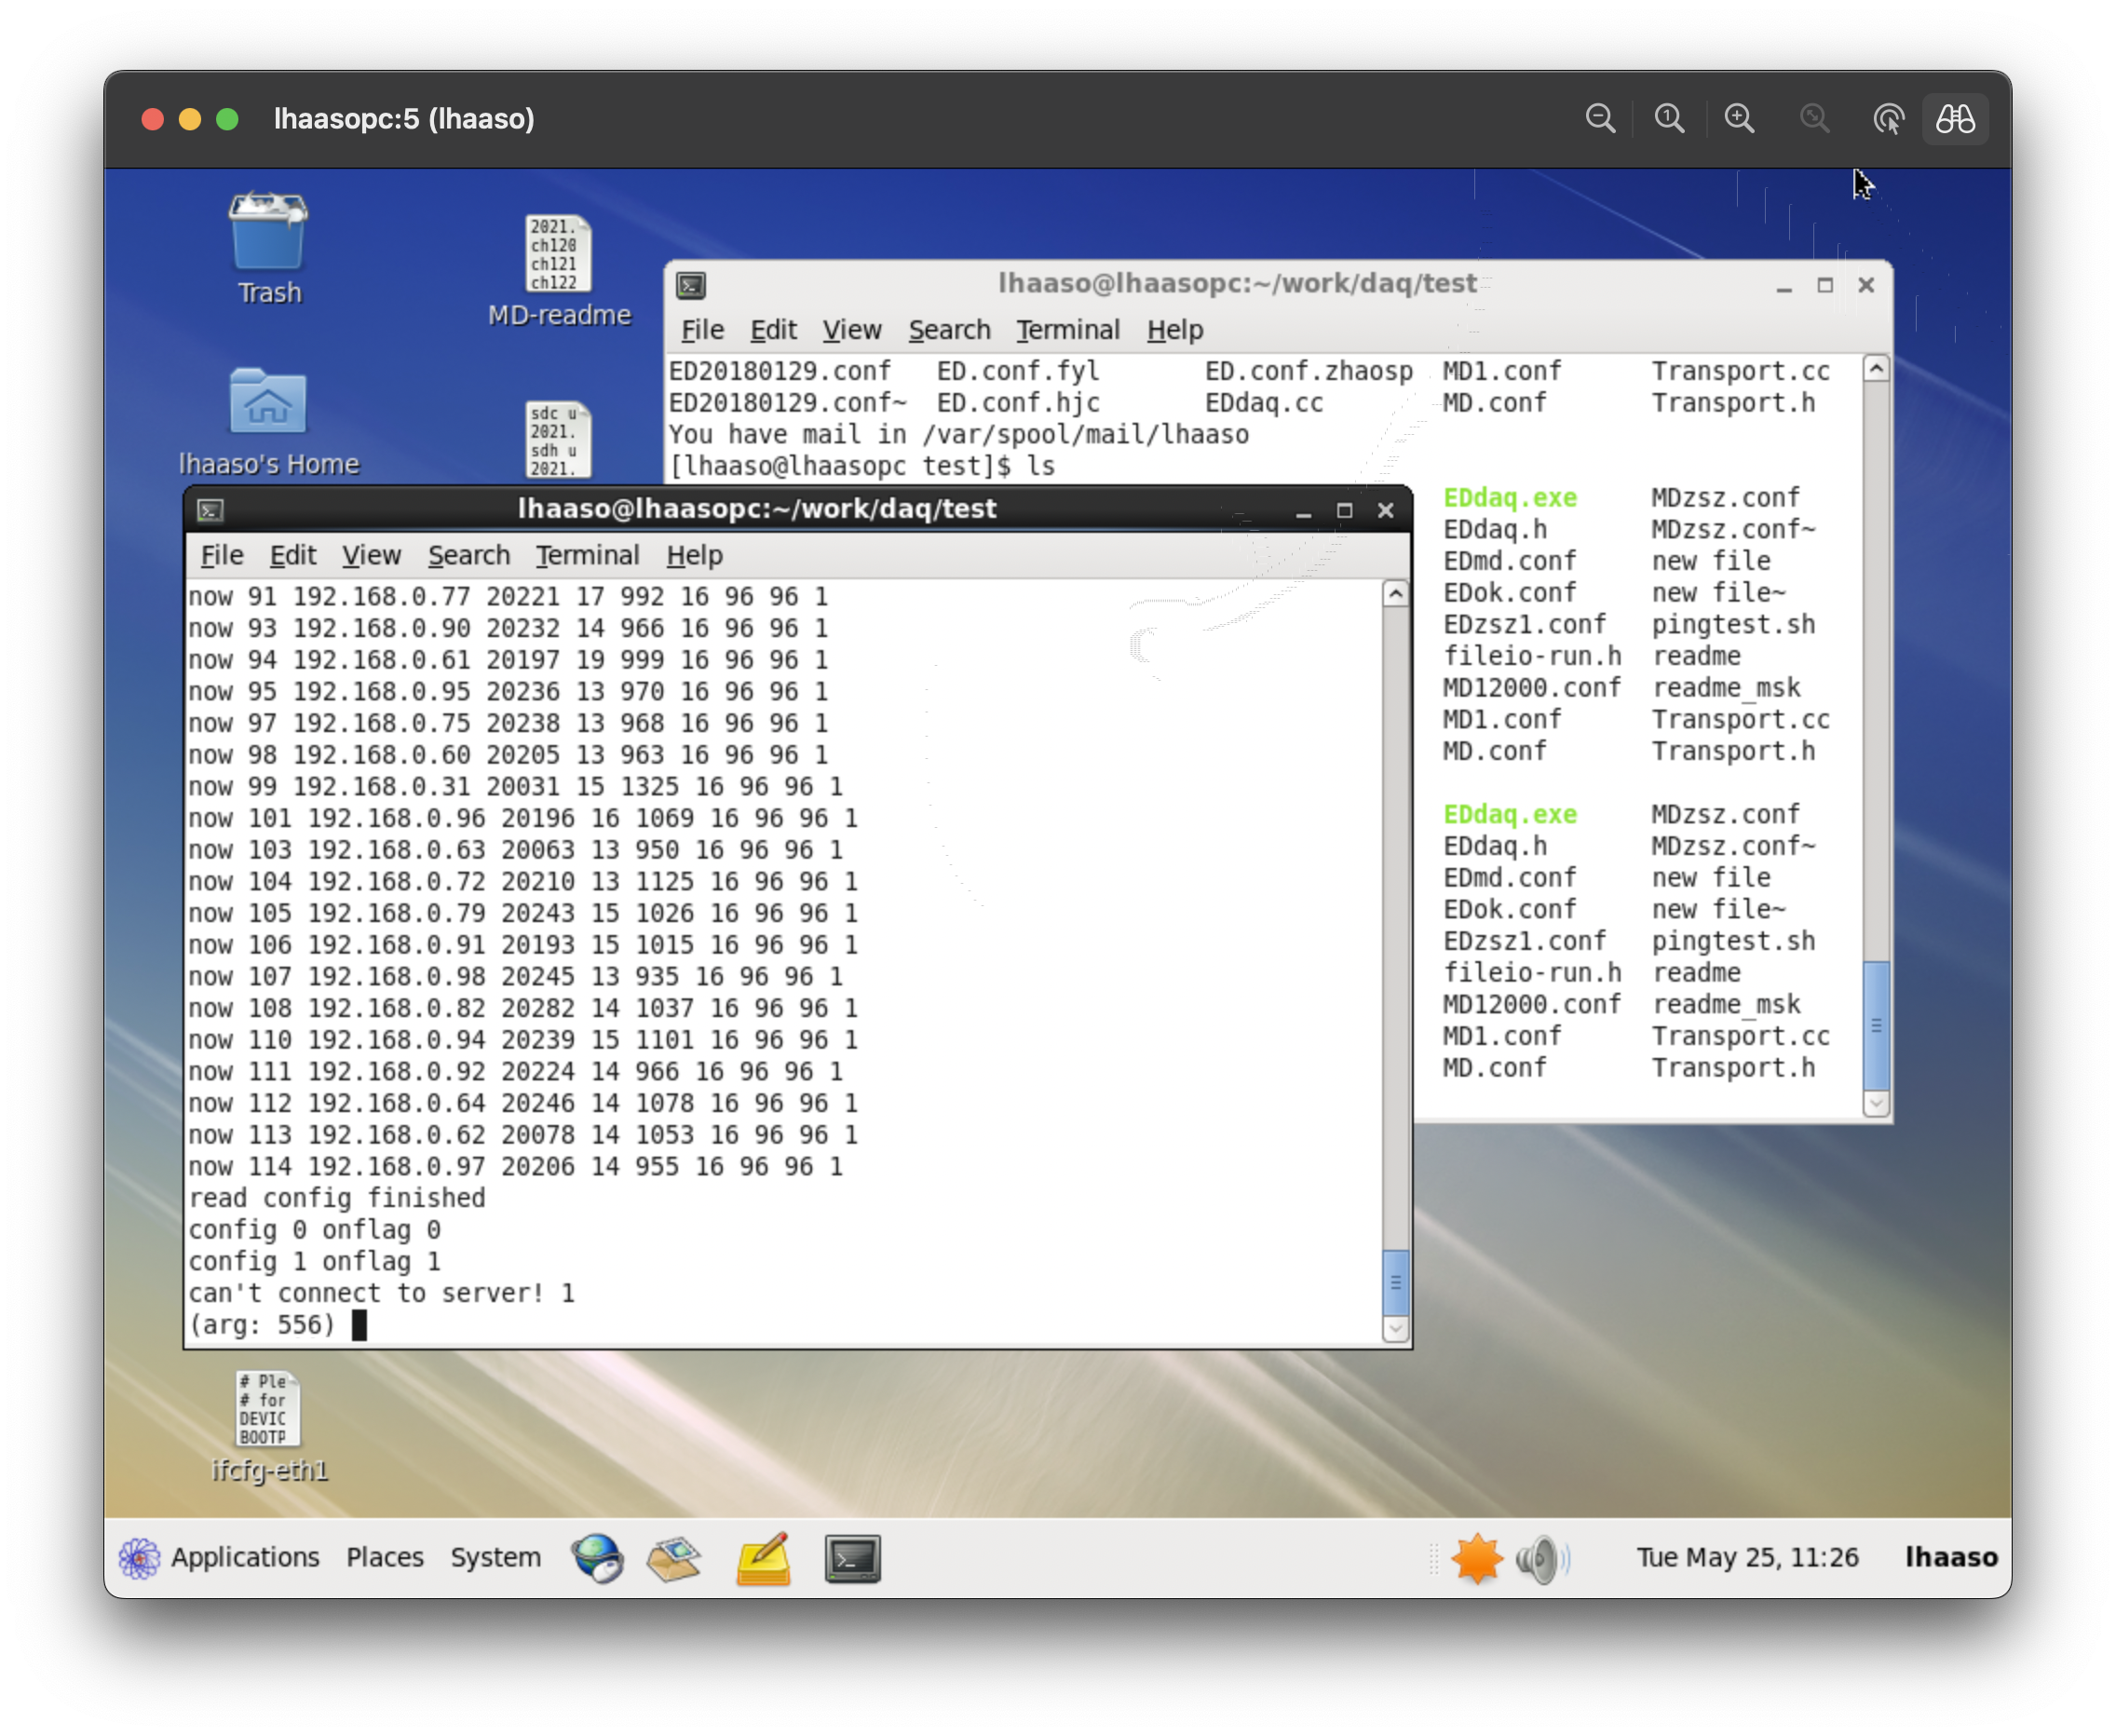 lhaasopc:5 (lhaaso)
Trash
2021.
ch120
ch121
ch122
MD-readme
lhaaso's Home
sdc u
2021.
sdh u
2021.
lhaaso@lhaasopc:~/work/daq/test
File Edit View Search Terminal Help
ED20180129.conf ED.conf.fyl ED.conf.zhaosp MD1.conf Transport.cc
ED20180129.conf~ ED.conf.hjc EDdaq.cc MD.conf Transport.h
You have mail in /var/spool/mail/lhaaso
[lhaaso@lhaasopc test]$ ls
EDdaq.exe MDzsz.conf
EDdaq.h MDzsz.conf~
EDmd.conf new file
EDok.conf new file~
EDzsz1.conf pingtest.sh
fileio-run.h readme
MD12000.conf readme_msk
MD1.conf Transport.cc
MD.conf Transport.h
EDdaq.exe MDzsz.conf
EDdaq.h MDzsz.conf~
EDmd.conf new file
EDok.conf new file~
EDzsz1.conf pingtest.sh
fileio-run.h readme
MD12000.conf readme_msk
MD1.conf Transport.cc
MD.conf Transport.h
lhaaso@lhaasopc:~/work/daq/test
File Edit View Search Terminal Help
now 91 192.168.0.77 20221 17 992 16 96 96 1
now 93 192.168.0.90 20232 14 966 16 96 96 1
now 94 192.168.0.61 20197 19 999 16 96 96 1
now 95 192.168.0.95 20236 13 970 16 96 96 1
now 97 192.168.0.75 20238 13 968 16 96 96 1
now 98 192.168.0.60 20205 13 963 16 96 96 1
now 99 192.168.0.31 20031 15 1325 16 96 96 1
now 101 192.168.0.96 20196 16 1069 16 96 96 1
now 103 192.168.0.63 20063 13 950 16 96 96 1
now 104 192.168.0.72 20210 13 1125 16 96 96 1
now 105 192.168.0.79 20243 15 1026 16 96 96 1
now 106 192.168.0.91 20193 15 1015 16 96 96 1
now 107 192.168.0.98 20245 13 935 16 96 96 1
now 108 192.168.0.82 20282 14 1037 16 96 96 1
now 110 192.168.0.94 20239 15 1101 16 96 96 1
now 111 192.168.0.92 20224 14 966 16 96 96 1
now 112 192.168.0.64 20246 14 1078 16 96 96 1
now 113 192.168.0.62 20078 14 1053 16 96 96 1
now 114 192.168.0.97 20206 14 955 16 96 96 1
read config finished
config 0 onflag 0
config 1 onflag 1
can't connect to server! 1
(arg: 556)
# Ple
# for
DEVIC
BOOTP
ifcfg-eth1
Applications Places System Tue May 25, 11:26 lhaaso